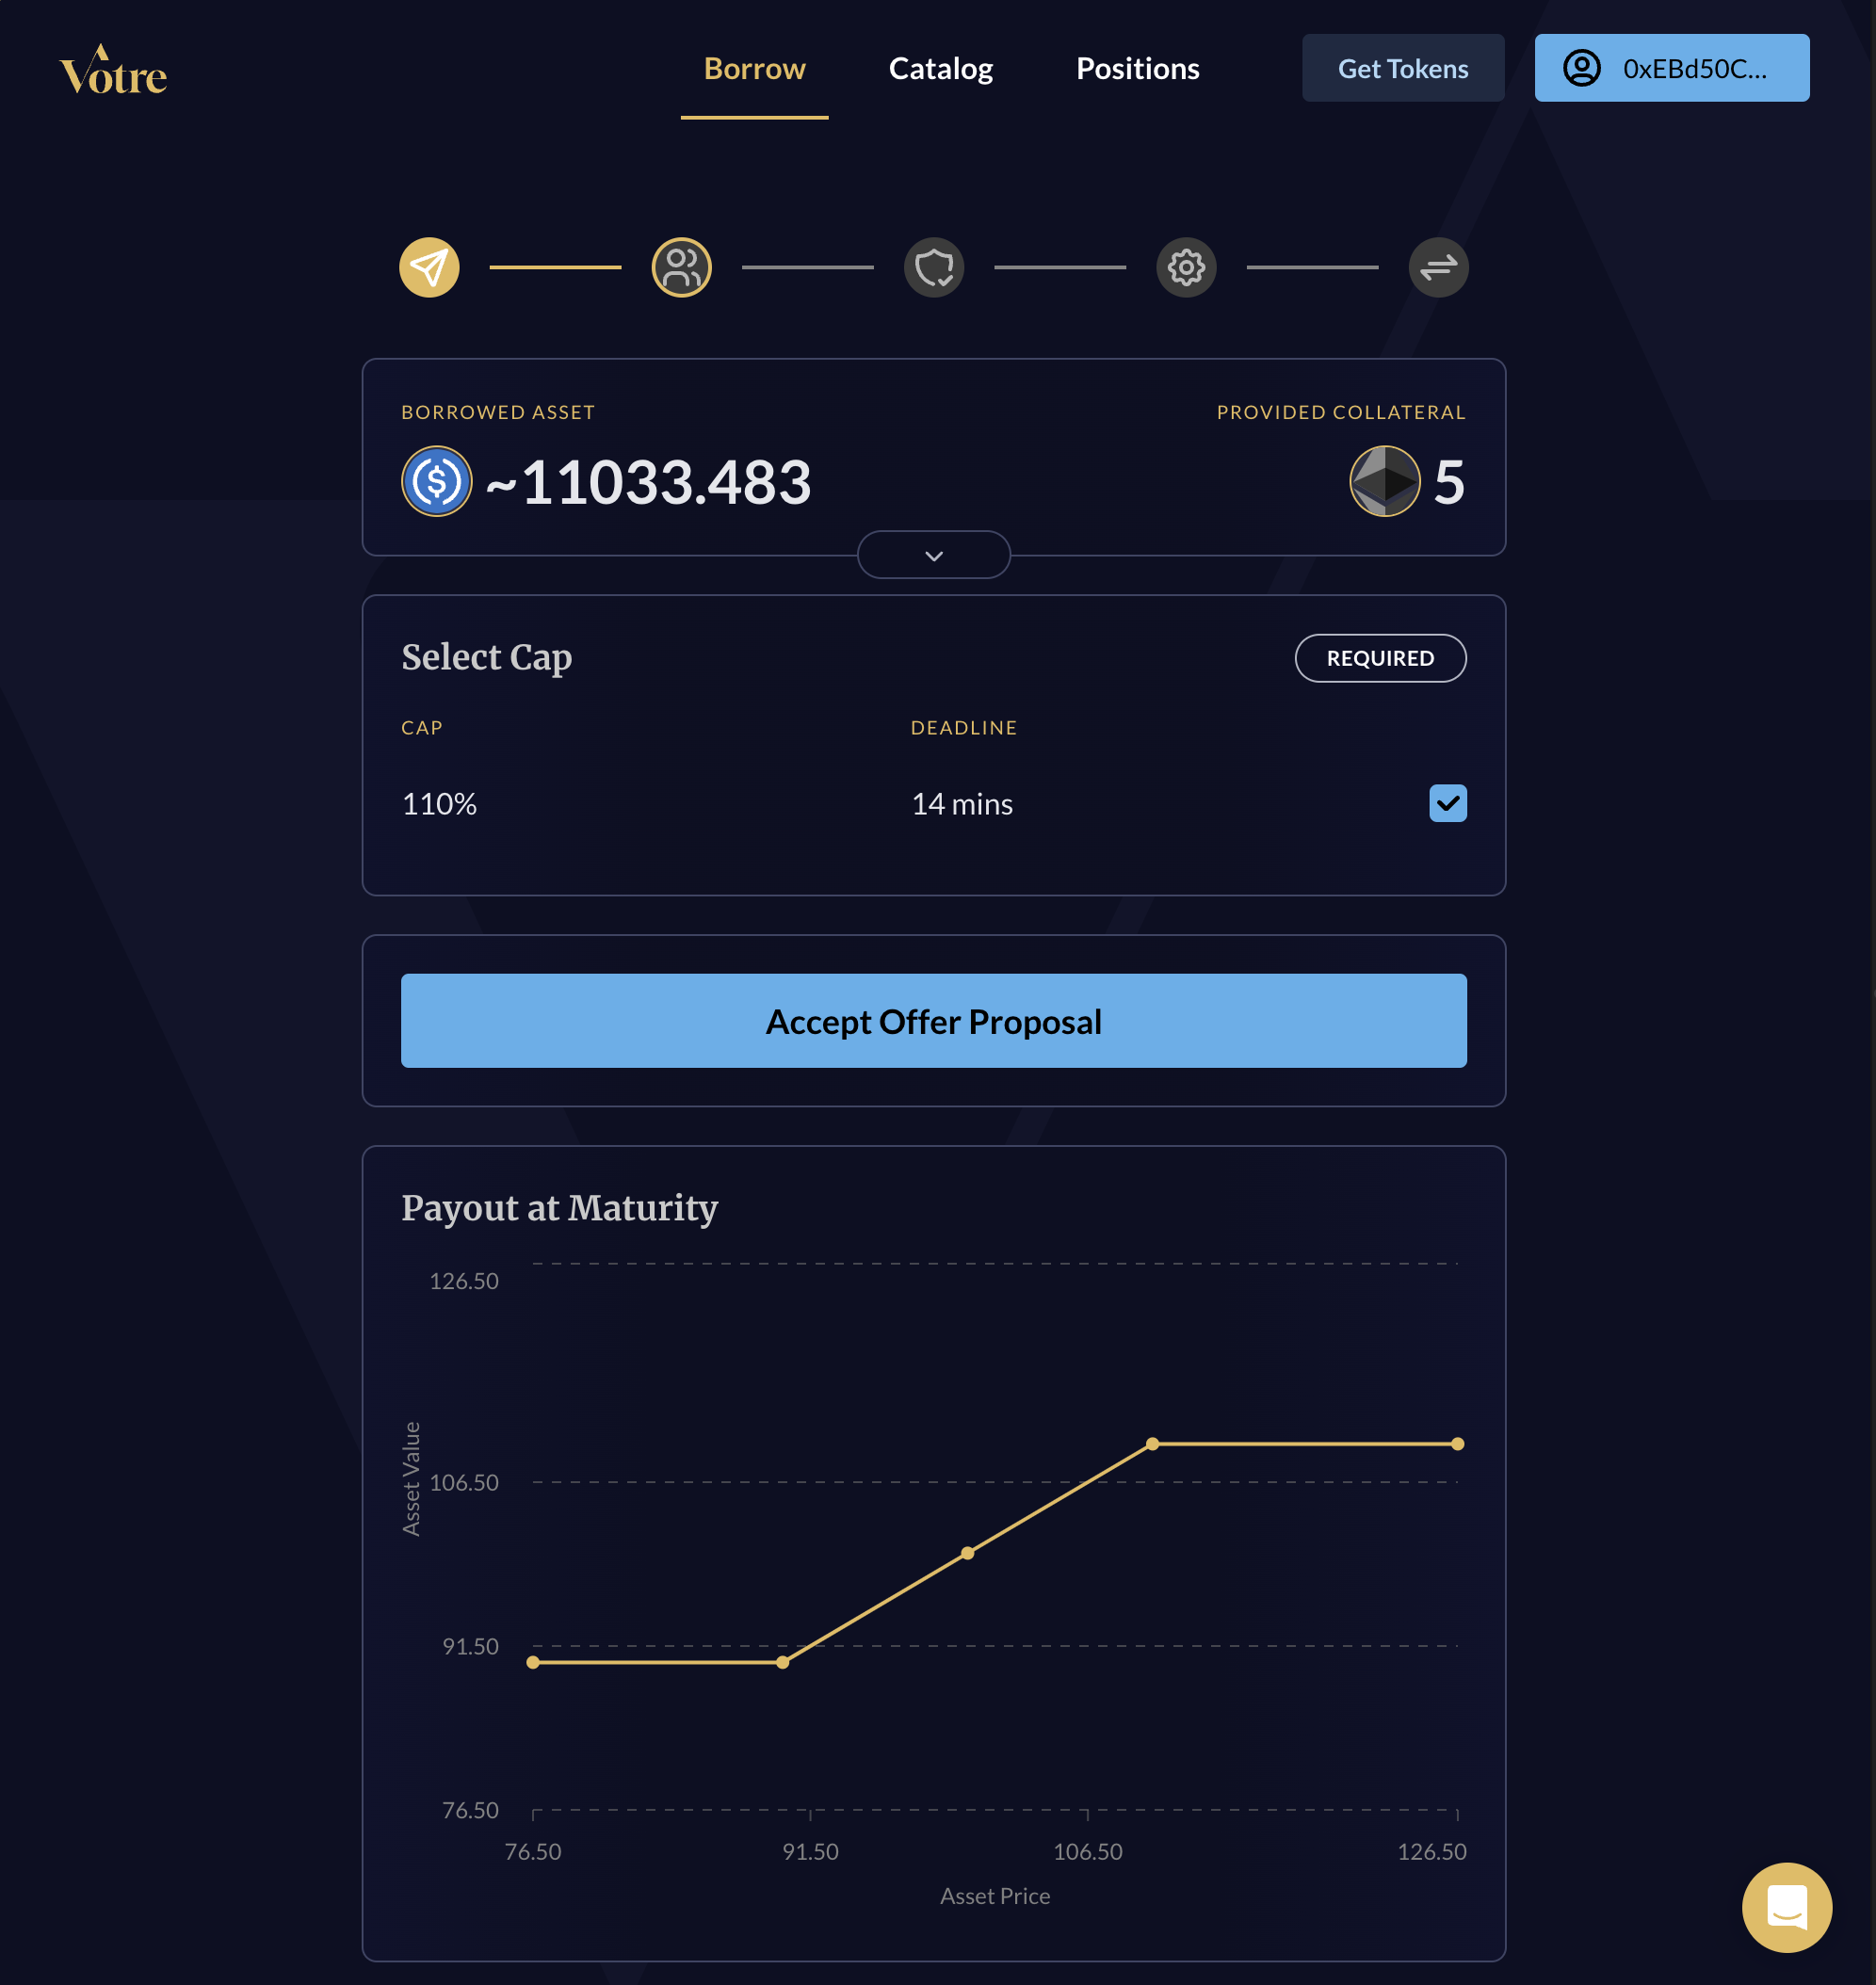 Vôtre
Borrow
Catalog
Positions
Get Tokens
0xEBd50C...
BORROWED ASSET
PROVIDED COLLATERAL
~11033.483
5
Select Cap
REQUIRED
CAP
DEADLINE
110%
14 mins
Accept Offer Proposal
Payout at Maturity
126.50
Asset Value
106.50
91.50
76.50
76.50
91.50
106.50
126.50
Asset Price